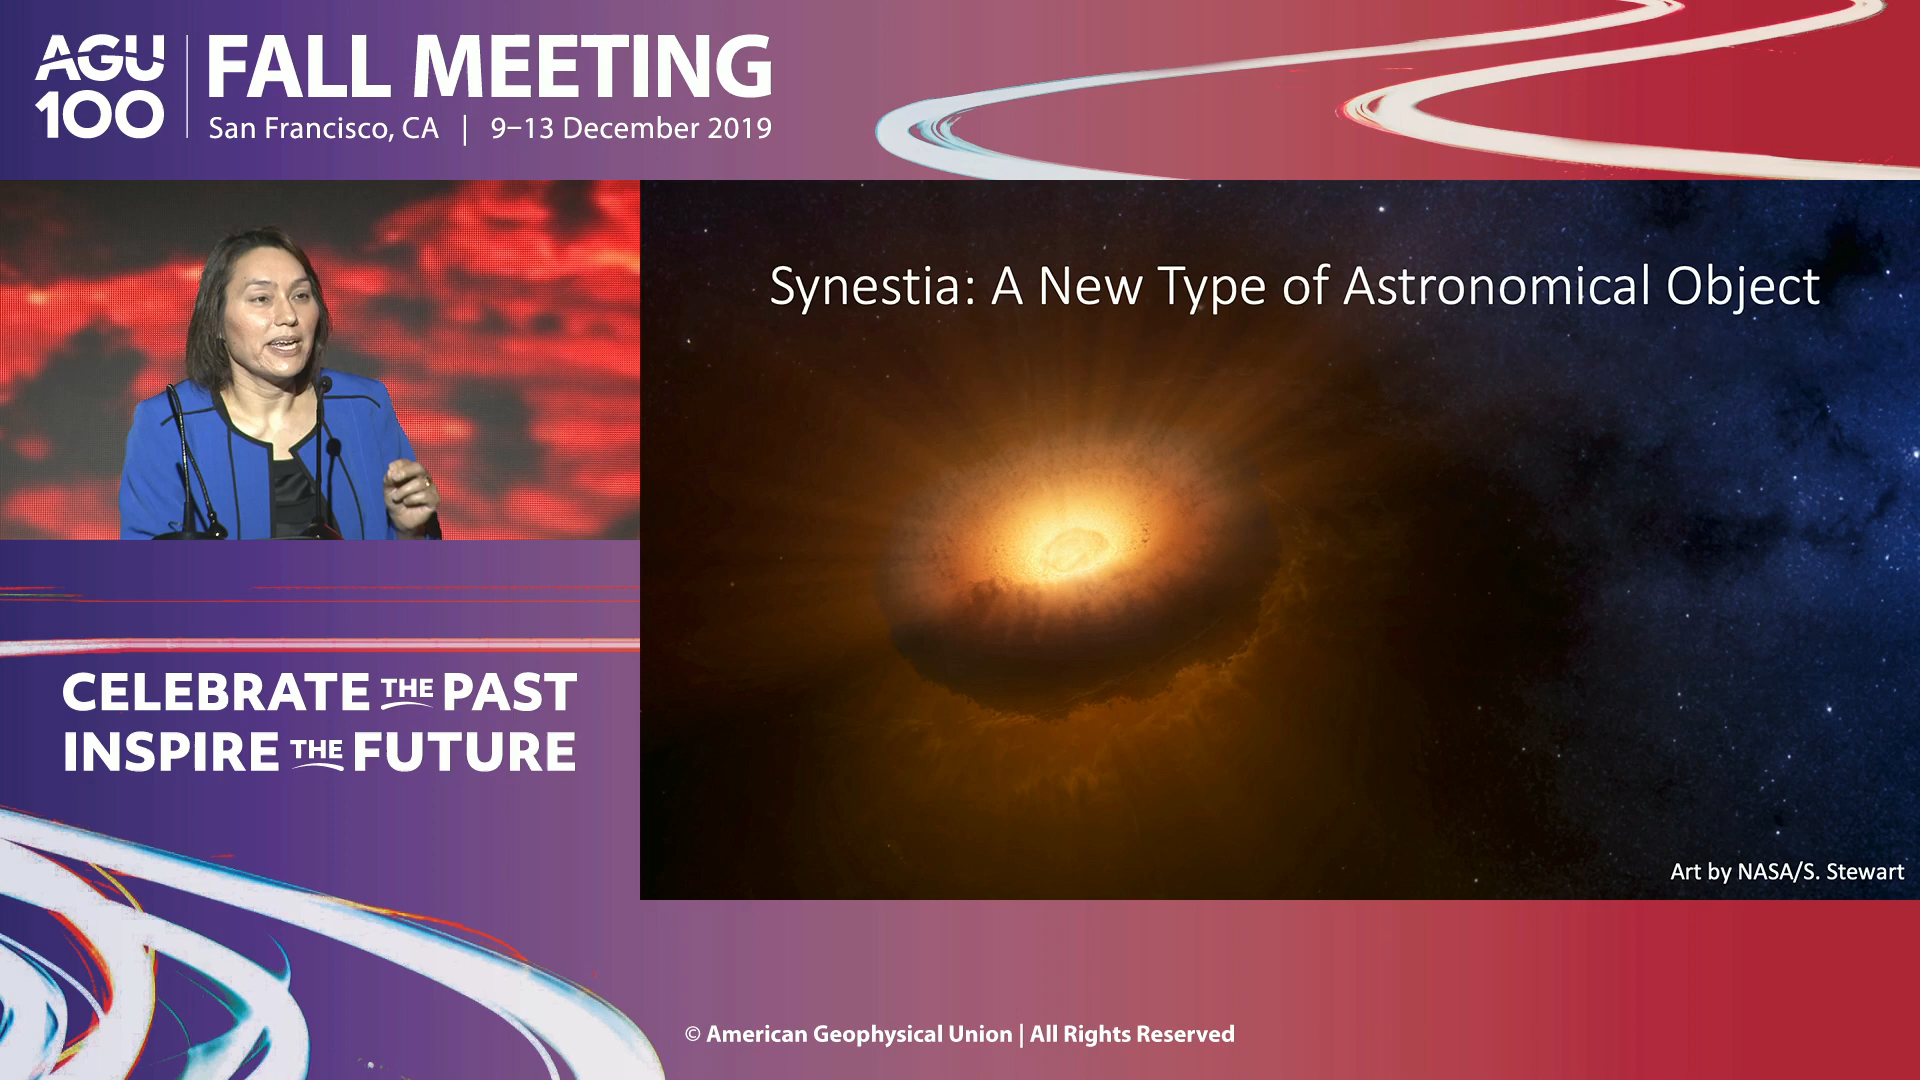 AGU
100
FALL MEETING
San Francisco, CA | 9–13 December 2019
Synestia: A New Type of Astronomical Object
CELEBRATE THE PAST
INSPIRE THE FUTURE
Art by NASA/S. Stewart
© American Geophysical Union | All Rights Reserved